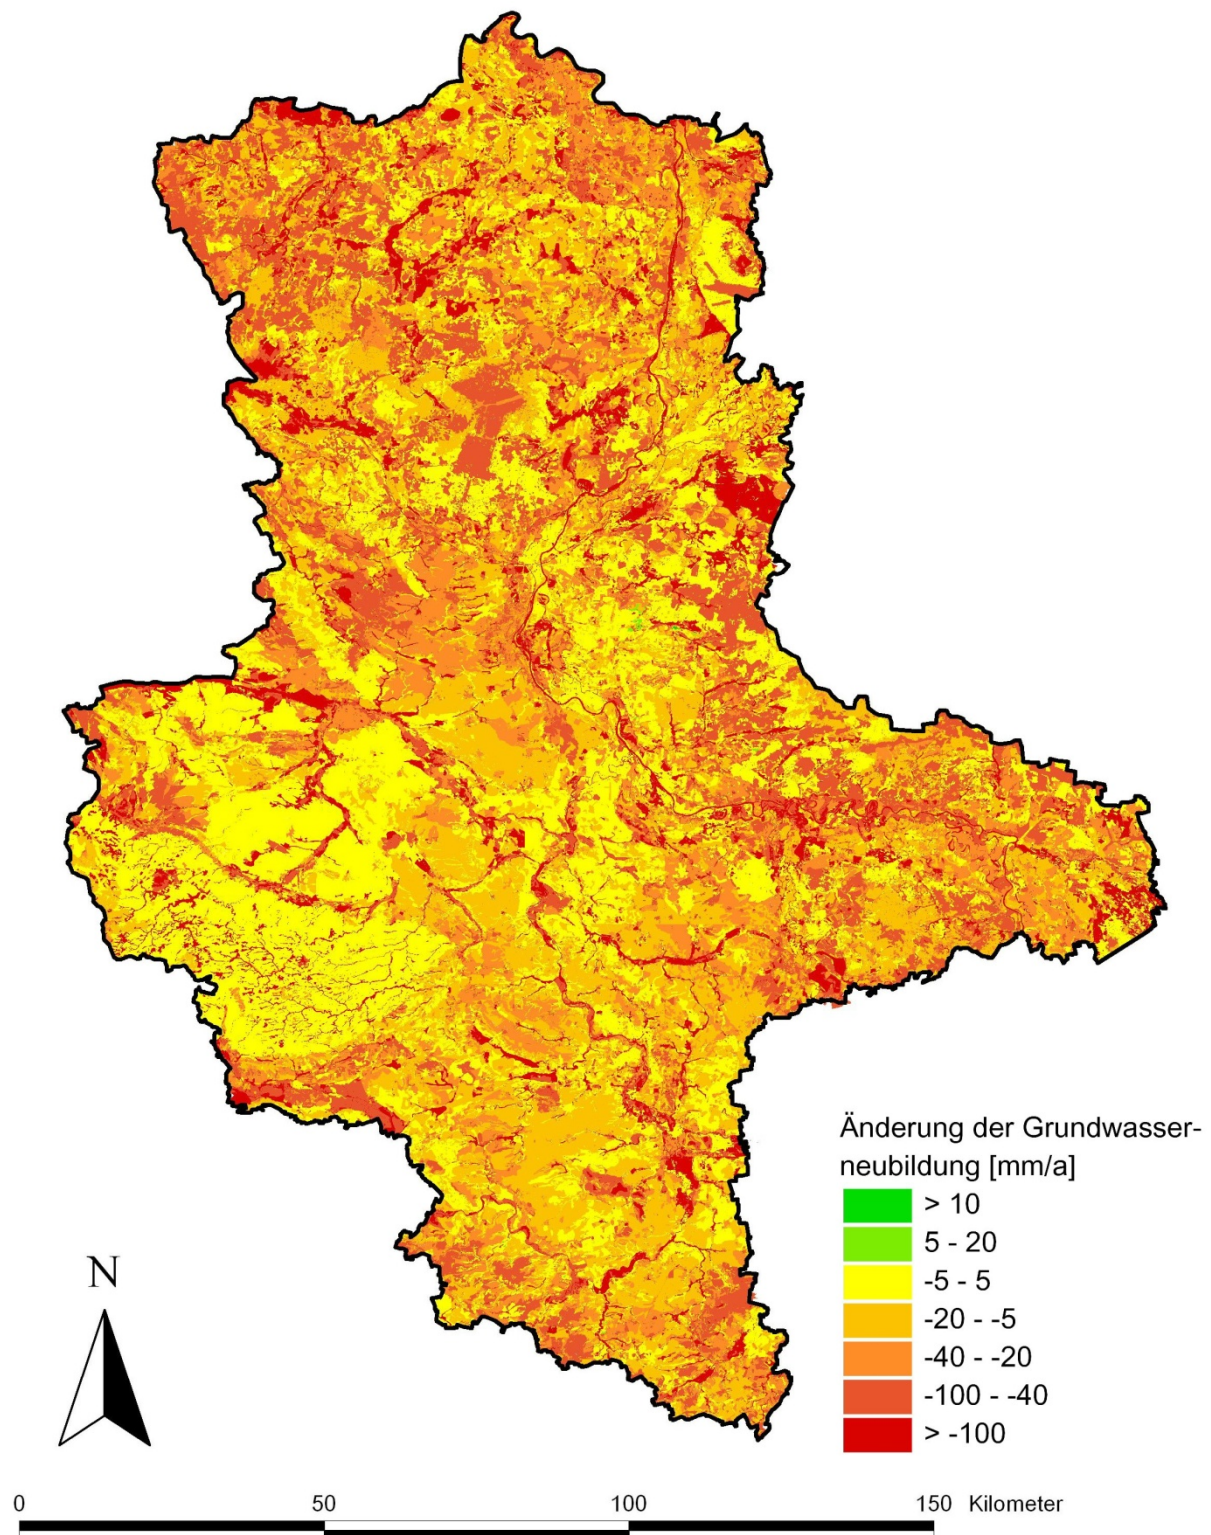 Änderung der Grundwasser-
neubildung [mm/a]
> 10
5 - 20
-5 - 5
-20 - -5
-40 - -20
-100 - -40
> -100
N
0 50 100 150 Kilometer